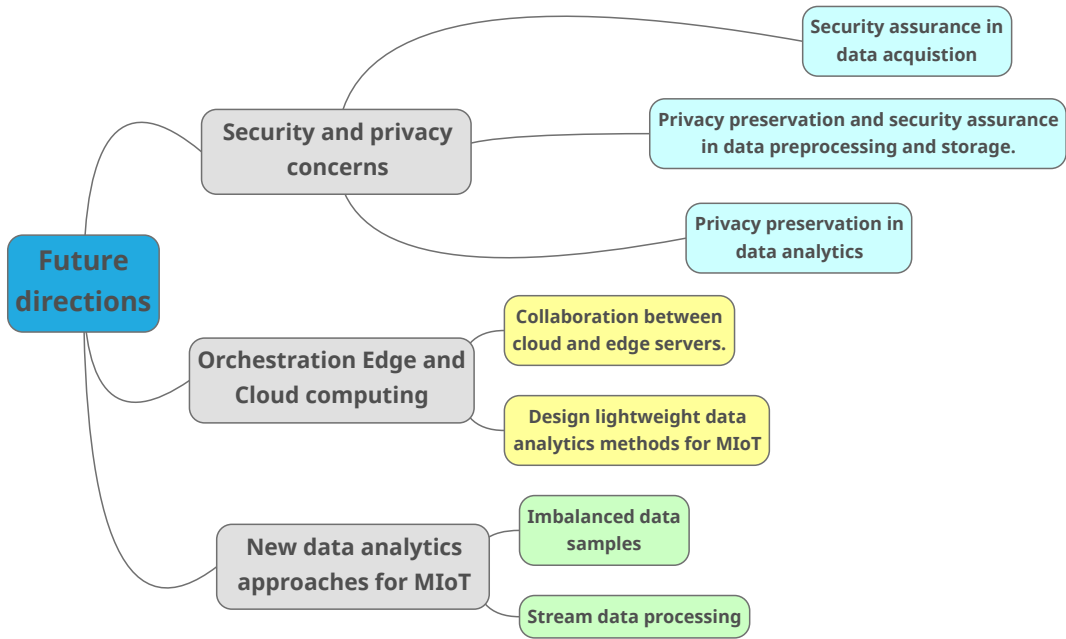 Future
directions
Security and privacy
concerns
Security assurance in
data acquistion
Privacy preservation and security assurance
in data preprocessing and storage.
Privacy preservation in
data analytics
Orchestration Edge and
Cloud computing
Collaboration between
cloud and edge servers.
Design lightweight data
analytics methods for MIoT
New data analytics
approaches for MIoT
Imbalanced data
samples
Stream data processing